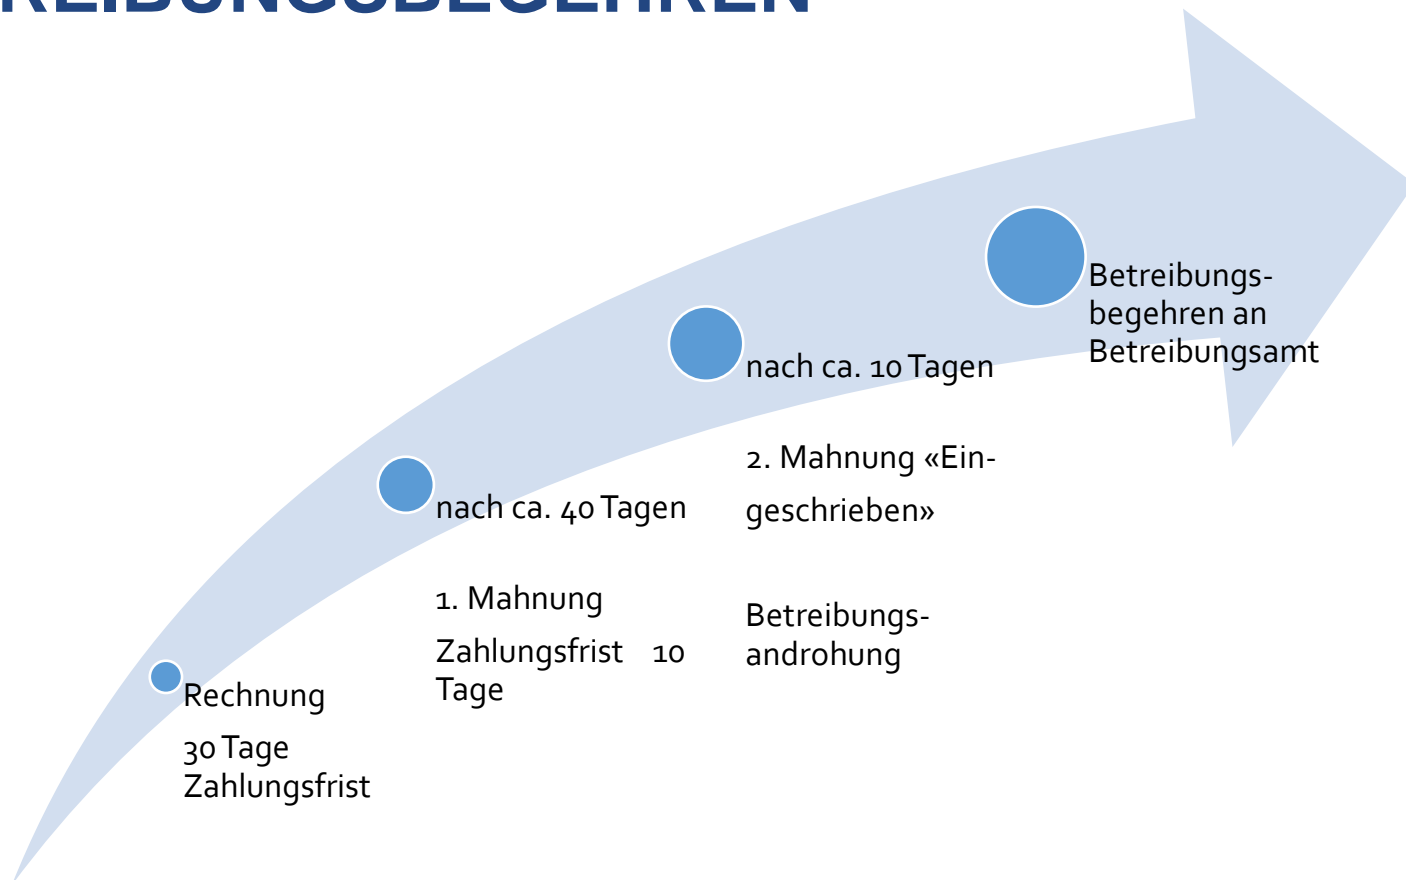 REIBUNGSBEGEHREN
Rechnung
30 Tage
Zahlungsfrist
nach ca. 40 Tagen
1. Mahnung
Zahlungsfrist 10
Tage
nach ca. 10 Tagen
2. Mahnung «Ein-
geschrieben»
Betreibungs-
androhung
Betreibungs-
begehren an
Betreibungsamt